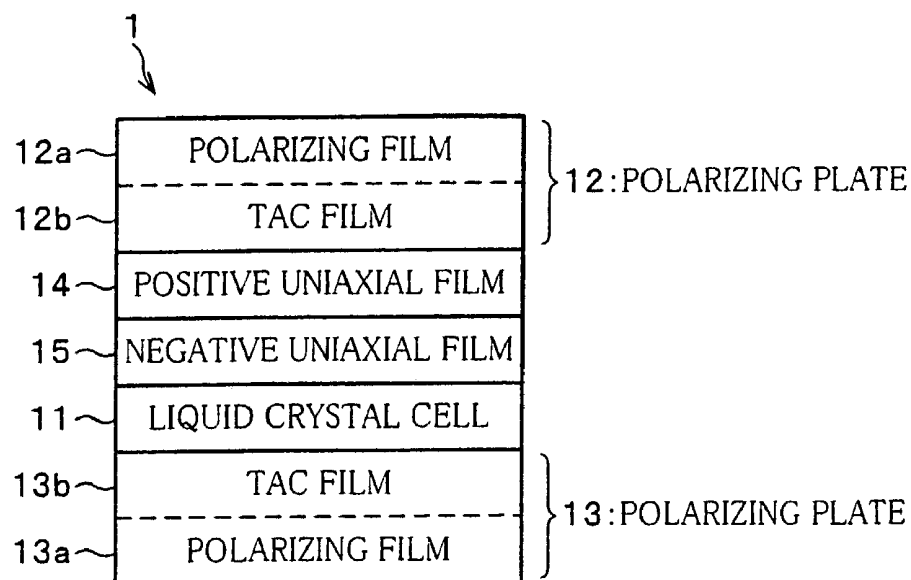 1
12a POLARIZING FILM
12b TAC FILM
12:POLARIZING PLATE
14 POSITIVE UNIAXIAL FILM
15 NEGATIVE UNIAXIAL FILM
11 LIQUID CRYSTAL CELL
13b TAC FILM
13a POLARIZING FILM
13:POLARIZING PLATE